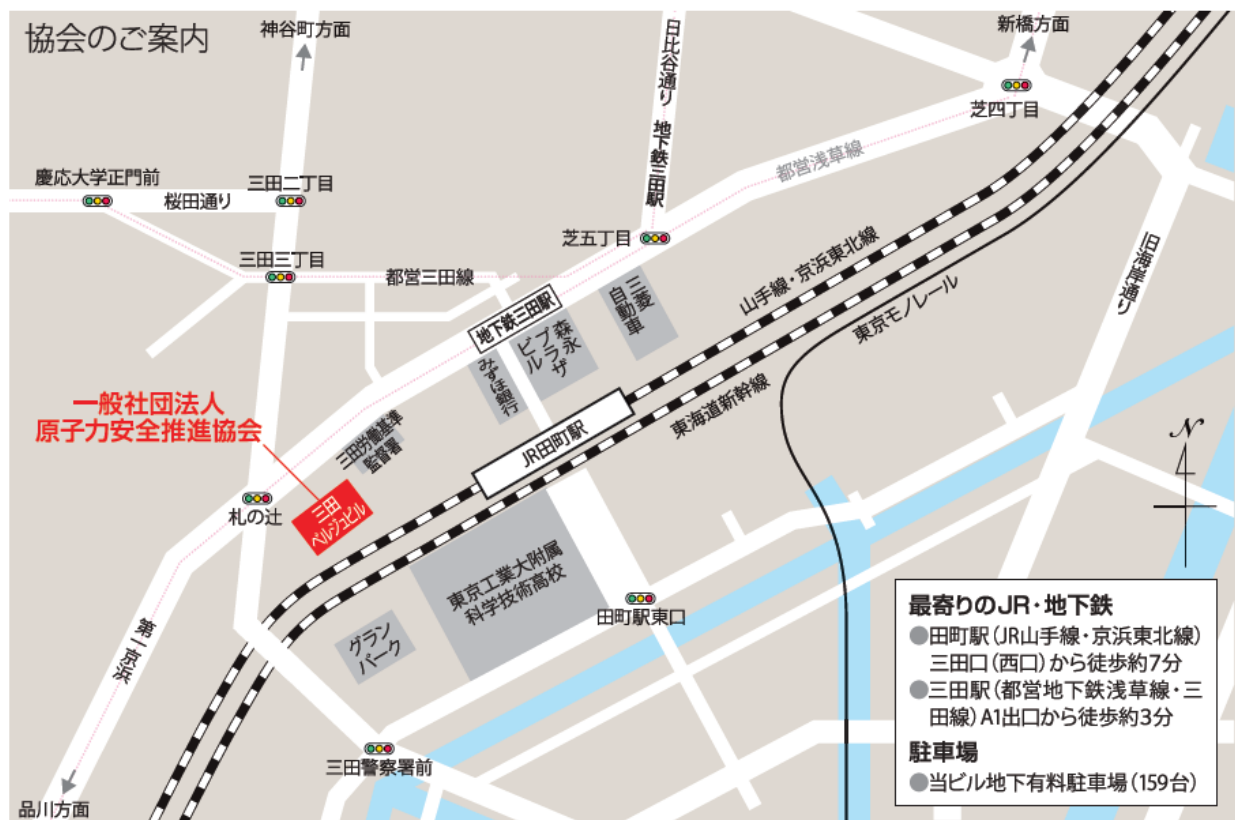 協会のご案内
神谷町方面
日比谷通り 地下鉄三田駅
新橋方面
芝四丁目
慶応大学正門前
桜田通り
三田二丁目
都営浅草線
芝五丁目
三田三丁目
都営三田線
地下鉄三田駅
三菱
自動車
森永
プラザ
ビル
みずほ銀行
山手線・京浜東北線
旧海岸通り
東京モノレール
東海道新幹線
JR田町駅
一般社団法人
原子力安全推進協会
三田労働基準
監督署
札の辻
三田
ベルジュビル
N
東京工業大附属
科学技術高校
田町駅東口
グラン
パーク
第一京浜
三田警察署前
品川方面
最寄りのJR・地下鉄
●田町駅(JR山手線・京浜東北線)
三田口(西口)から徒歩約7分
●三田駅(都営地下鉄浅草線・三
田線)A1出口から徒歩約3分
駐車場
●当ビル地下有料駐車場(159台)